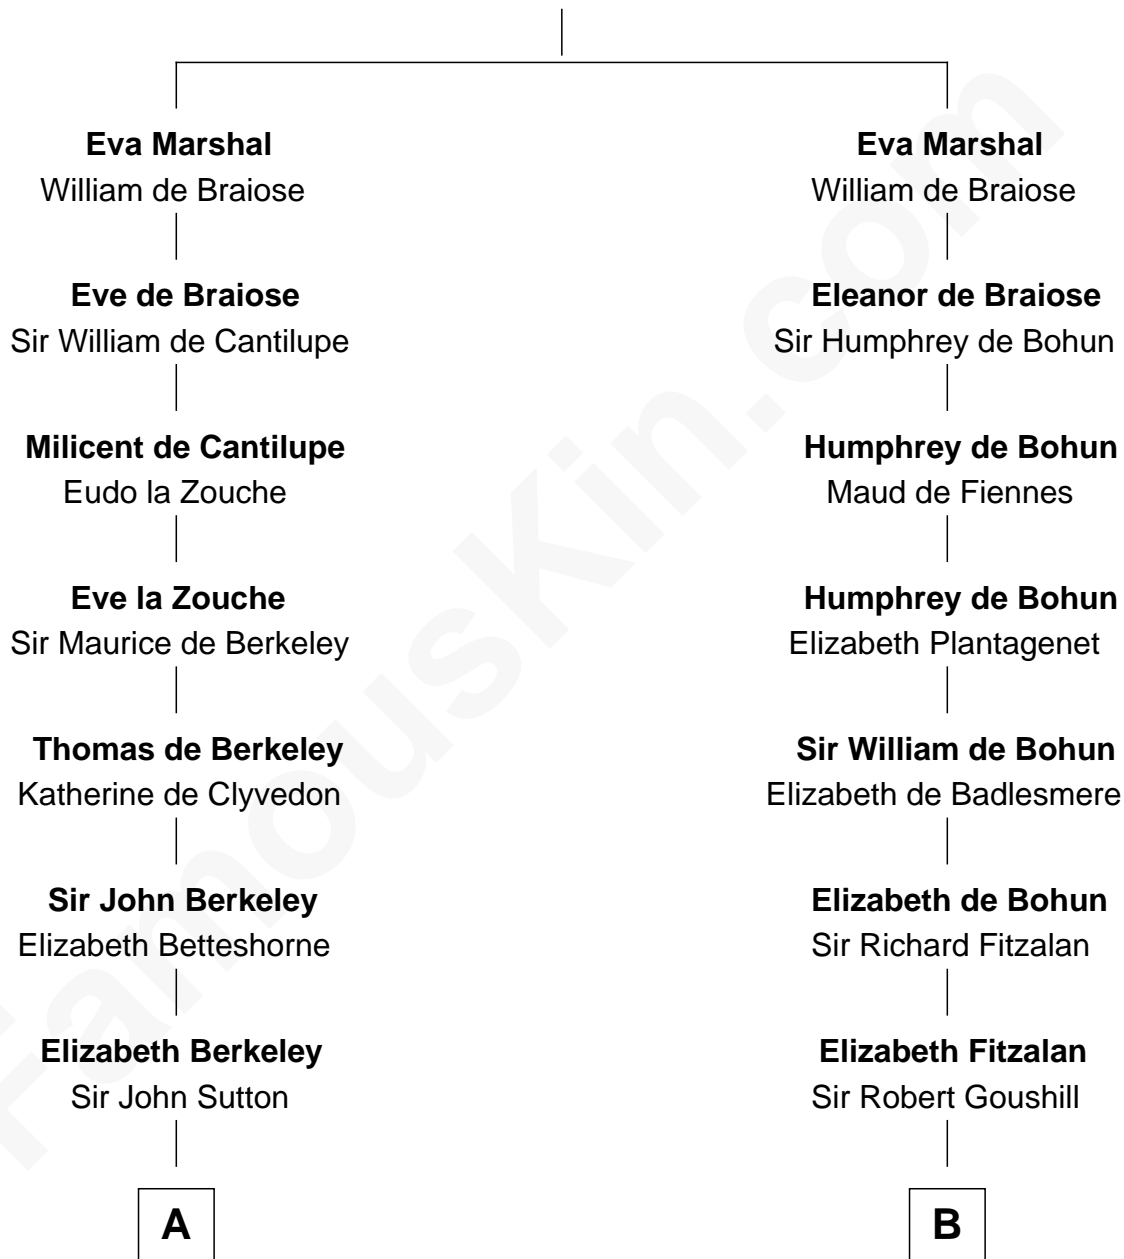 Eva Marshal
William de Braiose
Eve de Braiose
Sir William de Cantilupe
Milicent de Cantilupe
Eudo la Zouche
Eve la Zouche
Sir Maurice de Berkeley
Thomas de Berkeley
Katherine de Clyvedon
Sir John Berkeley
Elizabeth Betteshorne
Elizabeth Berkeley
Sir John Sutton
A
Eva Marshal
William de Braiose
Eleanor de Braiose
Sir Humphrey de Bohun
Humphrey de Bohun
Maud de Fiennes
Humphrey de Bohun
Elizabeth Plantagenet
Sir William de Bohun
Elizabeth de Badlesmere
Elizabeth de Bohun
Sir Richard Fitzalan
Elizabeth Fitzalan
Sir Robert Goushill
B
FamousKin.com